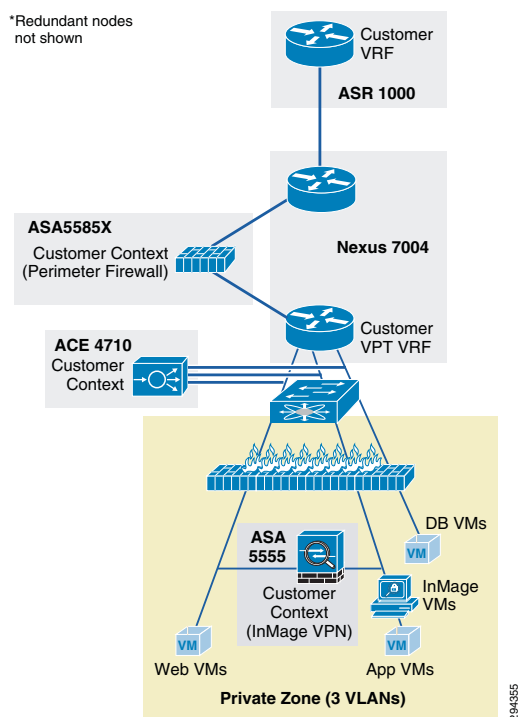 *Redundant nodes
not shown
Customer
VRF
ASR 1000
ASA5585X
Customer Context
(Perimeter Firewall)
Nexus 7004
Customer
VPT VRF
ACE 4710
Customer
Context
DB VMs
VM
ASA
5555
Customer
Context
(InMage VPN)
InMage
VMs
VM
Web VMs
VM
App VMs
Private Zone (3 VLANs)
194355